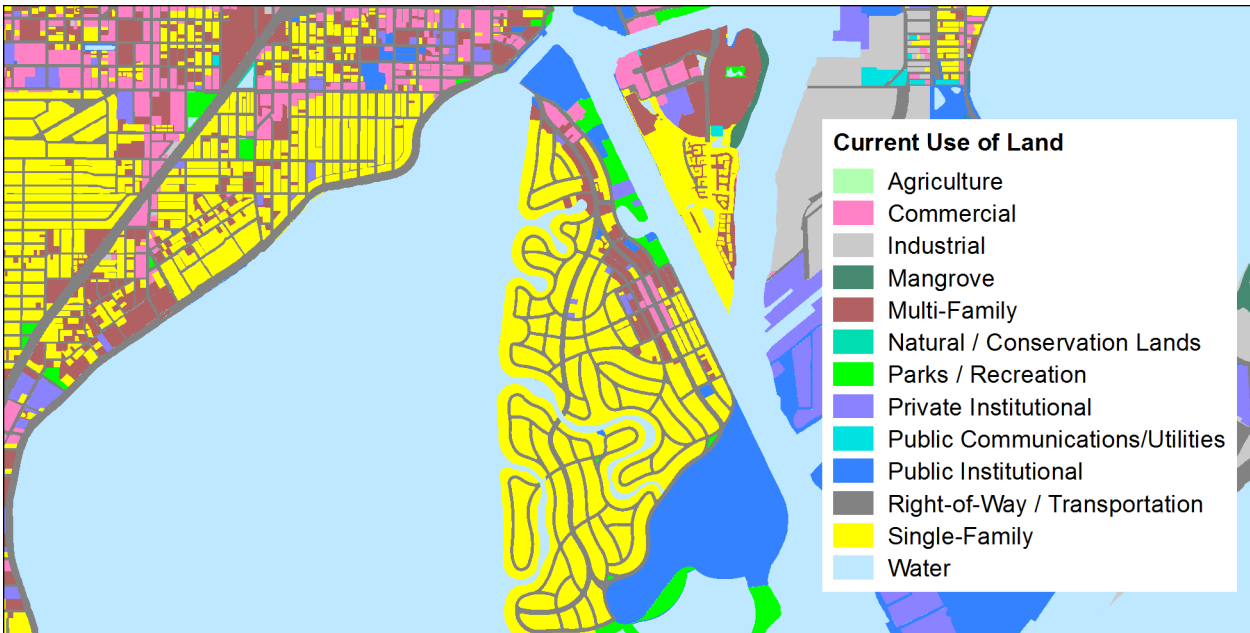 Current Use of Land
Agriculture
Commercial
Industrial
Mangrove
Multi-Family
Natural / Conservation Lands
Parks / Recreation
Private Institutional
Public Communications/Utilities
Public Institutional
Right-of-Way / Transportation
Single-Family
Water